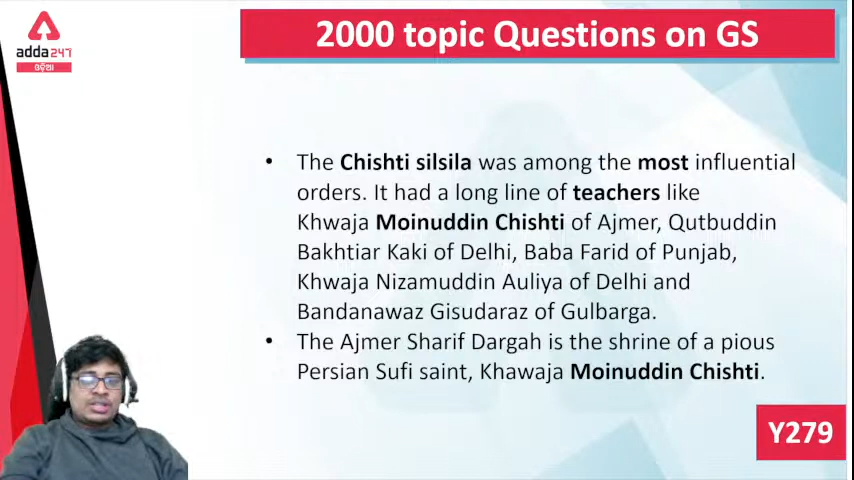 adda247
ଓଡ଼ିଆ
2000 topic Questions on GS
• The Chishti silsila was among the most influential
orders. It had a long line of teachers like
Khwaja Moinuddin Chishti of Ajmer, Qutbuddin
Bakhtiar Kaki of Delhi, Baba Farid of Punjab,
Khwaja Nizamuddin Auliya of Delhi and
Bandanawaz Gisudaraz of Gulbarga.
• The Ajmer Sharif Dargah is the shrine of a pious
Persian Sufi saint, Khawaja Moinuddin Chishti.
Y279